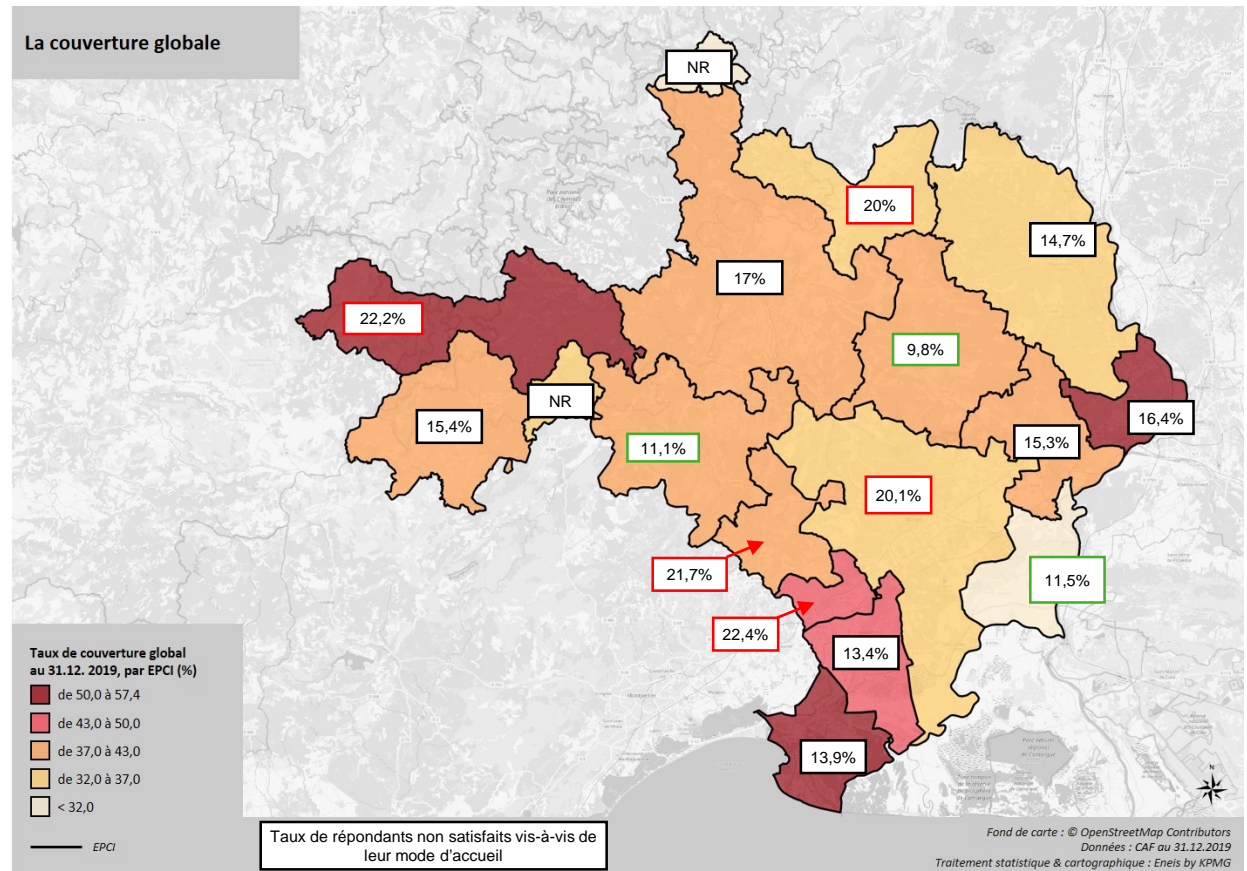 La couverture globale
NR
20%
14,7%
17%
22,2%
9,8%
NR
16,4%
15,4%
15,3%
11,1%
20,1%
21,7%
11,5%
22,4%
13,4%
13,9%
Taux de couverture global
au 31.12. 2019, par EPCI (%)
de 50,0 à 57,4
de 43,0 à 50,0
de 37,0 à 43,0
de 32,0 à 37,0
< 32,0
EPCI
Taux de répondants non satisfaits vis-à-vis de
leur mode d'accueil
N
Fond de carte : © OpenStreetMap Contributors
Données : CAF au 31.12.2019
Traitement statistique & cartographique : Eneis by KPMG
Montpellier